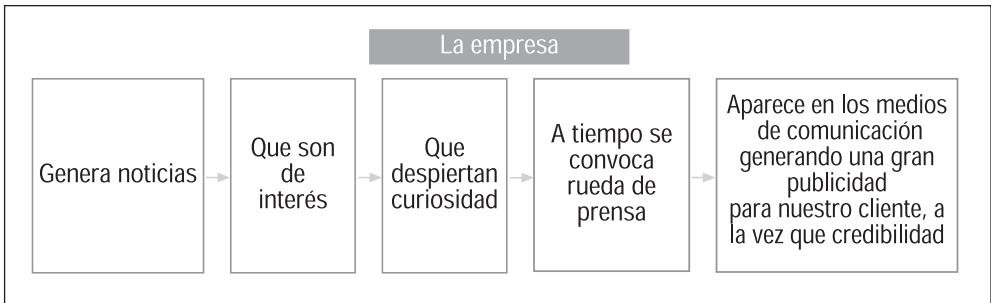 La empresa
Genera noticias
Que son
de
interés
Que
despiertan
curiosidad
A tiempo se
convoca
rueda de
prensa
Aparece en los medios
de comunicación
generando una gran
publicidad
para nuestro cliente, a
la vez que credibilidad